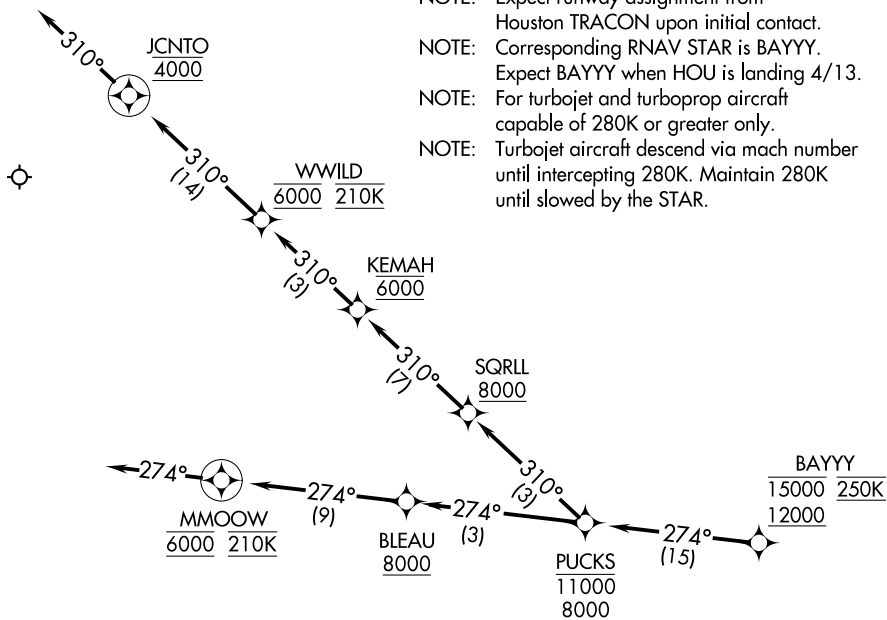 NOTE: Expect runway assignment from
Houston TRACON upon initial contact.
NOTE: Corresponding RNAV STAR is BAYYY.
Expect BAYYY when HOU is landing 4/13.
NOTE: For turbojet and turboprop aircraft
capable of 280K or greater only.
NOTE: Turbojet aircraft descend via mach number
until intercepting 280K. Maintain 280K
until slowed by the STAR.
310°
JCNTO
4000
310°
(14)
WWILD
6000 210K
310°
(3)
KEMAH
6000
310°
(7)
SQRLL
8000
310°
(3)
BAYYY
15000 250K
12000
274°
(15)
PUCKS
11000
8000
274°
(3)
BLEAU
8000
274°
(9)
MMOOW
6000 210K
274°